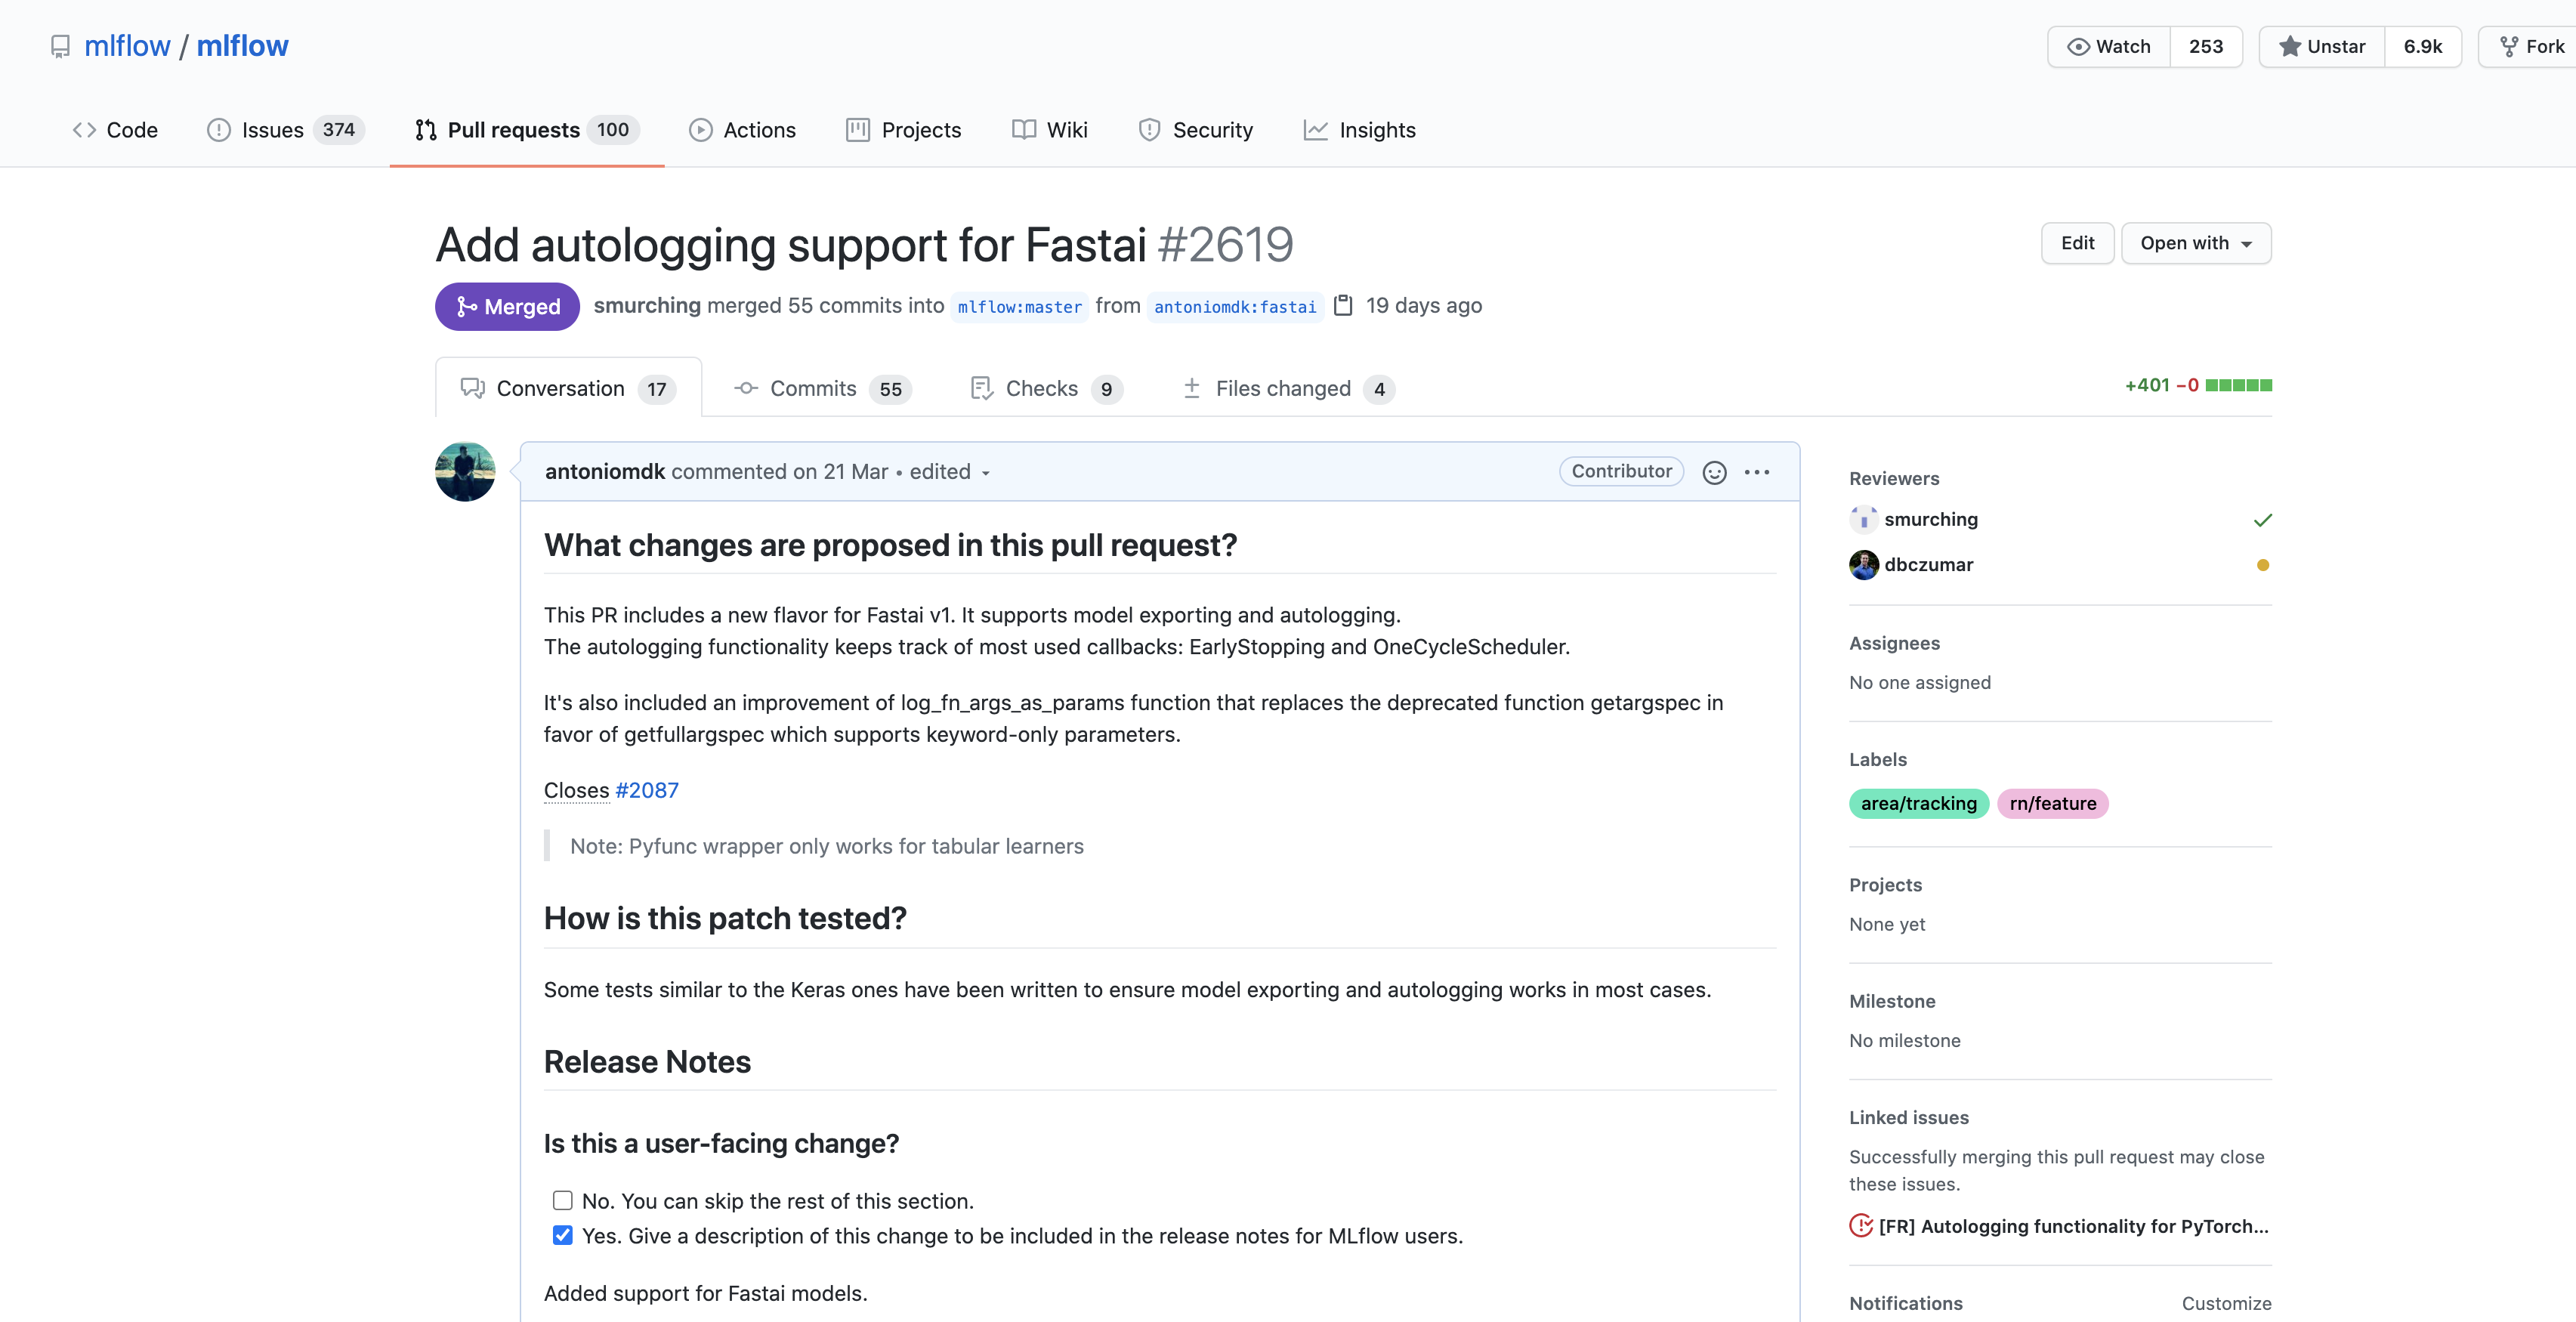 mlflow / mlflow
Watch 253 Unstar 6.9k Fork
Code Issues 374 Pull requests 100 Actions Projects Wiki Security Insights
Add autologging support for Fastai #2619
Edit Open with
Merged smurching merged 55 commits into mlflow:master from antoniomdk:fastai 19 days ago
Conversation 17 Commits 55 Checks 9 Files changed 4
+401 −0
antoniomdk commented on 21 Mar • edited
Contributor
What changes are proposed in this pull request?
This PR includes a new flavor for Fastai v1. It supports model exporting and autologging.
The autologging functionality keeps track of most used callbacks: EarlyStopping and OneCycleScheduler.
It's also included an improvement of log_fn_args_as_params function that replaces the deprecated function getargspec in
favor of getfullargspec which supports keyword-only parameters.
Closes #2087
Note: Pyfunc wrapper only works for tabular learners
How is this patch tested?
Some tests similar to the Keras ones have been written to ensure model exporting and autologging works in most cases.
Release Notes
Is this a user-facing change?
No. You can skip the rest of this section.
Yes. Give a description of this change to be included in the release notes for MLflow users.
Added support for Fastai models.
Reviewers
smurching
dbczumar
Assignees
No one assigned
Labels
area/tracking rn/feature
Projects
None yet
Milestone
No milestone
Linked issues
Successfully merging this pull request may close
these issues.
[FR] Autologging functionality for PyTorch...
Notifications Customize